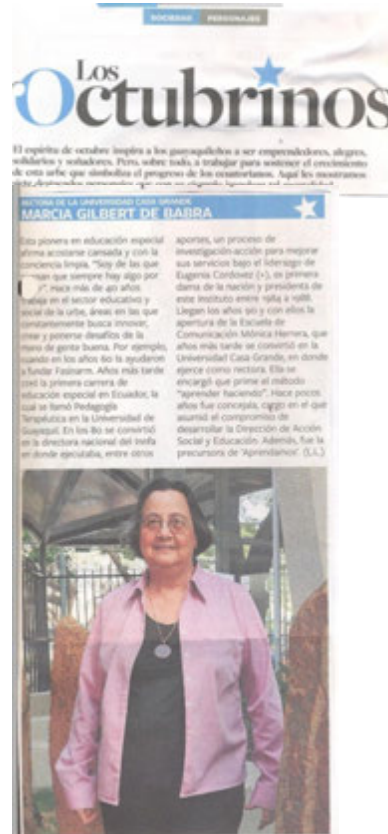 SOCIEDAD PERSONAJES
Los
Octubrinos
El espíritu de octubre inspira a los guayaquileños a ser emprendedores, alegres,
solidarios y soñadores. Pero, sobre todo, a trabajar para sostener el crecimiento
de esta urbe que simboliza el progreso de los ecuatorianos. Aquí les mostramos
RECTORA DE LA UNIVERSIDAD CASA GRANDE
MARCIA GILBERT DE BABRA
Esta pionera en educación especial
afirma acostarse cansada y con la
conciencia limpia. "Soy de las que
que siempre hay algo por
Hace más de 40 años
trabaja en el sector educativo y
social de la urbe, áreas en las que
constantemente busca innovar,
crear y ponerse desafíos de la
mano de gente buena. Por ejemplo,
cuando en los años 60 la ayudaron
a fundar Fasinarm. Años más tarde
creó la primera carrera de
educación especial en Ecuador, la
cual se llamó Pedagogía
Terapéutica en la Universidad de
Guayaquil. En los 80 se convirtió
en la directora nacional del Innfa
en donde ejecutaba, entre otros
aportes, un proceso de
investigación-acción para mejorar
sus servicios bajo el liderazgo de
Eugenia Cordovez (+), ex primera
dama de la nación y presidenta de
este instituto entre 1984 a 1988.
Llegan los años 90 y con ellos la
apertura de la Escuela de
Comunicación Mónica Herrera, que
años más tarde se convirtió en la
Universidad Casa Grande, en donde
ejerce como rectora. Ella se
encargó que prime el método
"aprender haciendo". Hace pocos
años fue concejala, cargo en el que
asumió el compromiso de
desarrollar la Dirección de Acción
Social y Educación. Además, fue la
precursora de 'Aprendamos'. (L.L.)